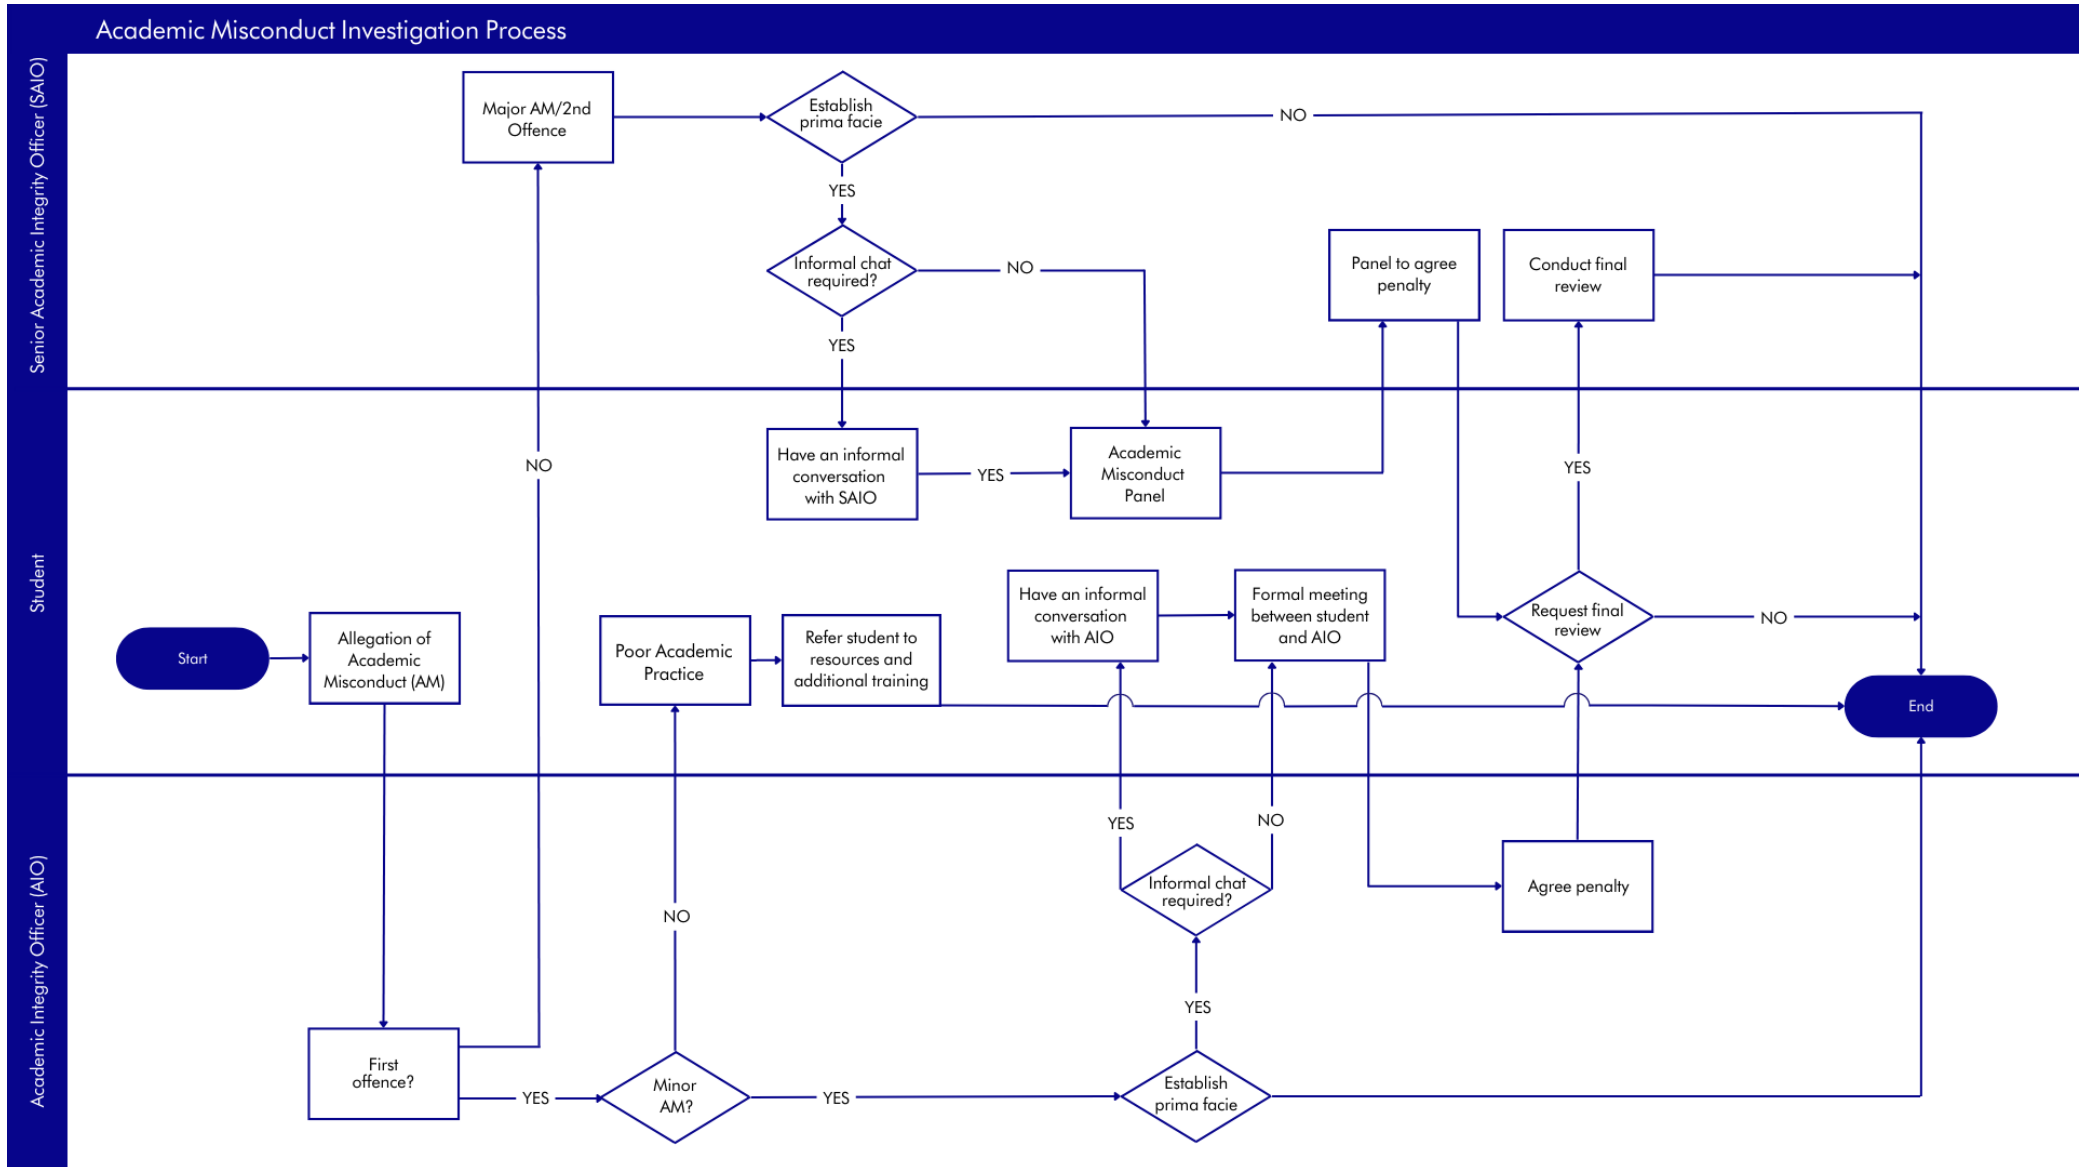 Academic Misconduct Investigation Process
Senior Academic Integrity Officer (SAIO)
Major AM/2nd
Offence
Establish
prima facie
NO
YES
Informal chat
required?
NO
YES
Panel to agree
penalty
Conduct final
review
Student
NO
Have an informal
conversation
with SAIO
YES
Academic
Misconduct
Panel
YES
Start
Allegation of
Academic
Misconduct (AM)
Poor Academic
Practice
Refer student to
resources and
additional training
Have an informal
conversation
with AIO
Formal meeting
between student
and AIO
Request final
review
NO
End
Academic Integrity Officer (AIO)
YES
NO
Informal chat
required?
Agree penalty
NO
YES
First
offence?
YES
Minor
AM?
YES
Establish
prima facie